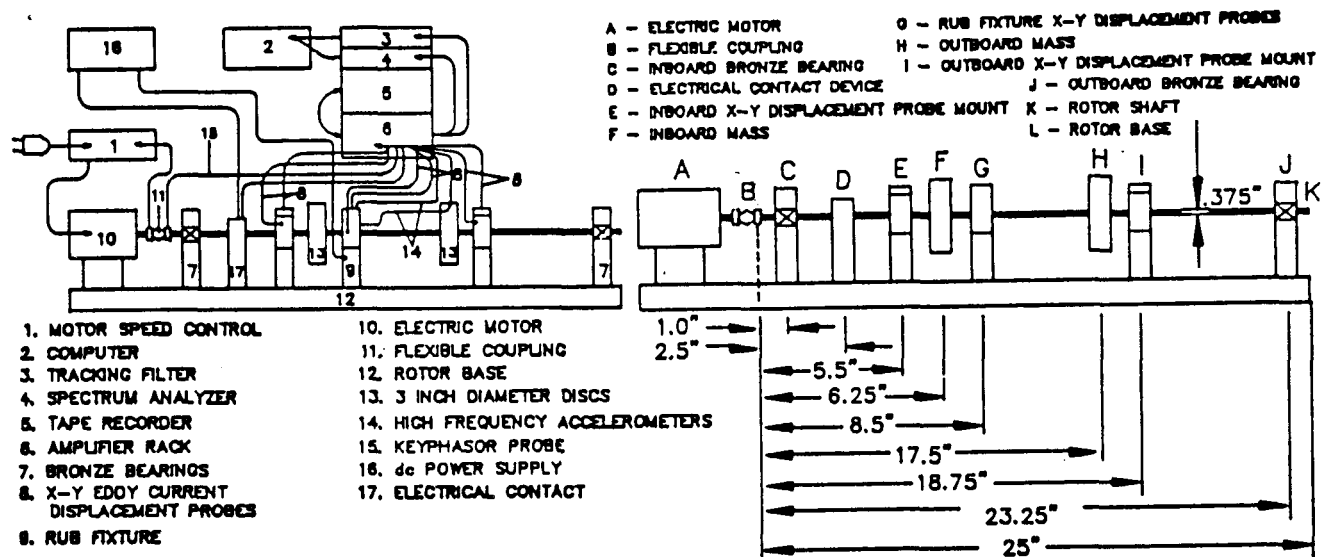 16
2
3
4
5
6
1
15
11
8
8
10
7
17
13
9
14
13
7
12
1. MOTOR SPEED CONTROL
2. COMPUTER
3. TRACKING FILTER
4. SPECTRUM ANALYZER
5. TAPE RECORDER
6. AMPLIFIER RACK
7. BRONZE BEARINGS
8. X-Y EDDY CURRENT
DISPLACEMENT PROBES
9. RUB FIXTURE
10. ELECTRIC MOTOR
11. FLEXIBLE COUPLING
12. ROTOR BASE
13. 3 INCH DIAMETER DISCS
14. HIGH FREQUENCY ACCELEROMETERS
15. KEYPHASOR PROBE
16. dc POWER SUPPLY
17. ELECTRICAL CONTACT
A - ELECTRIC MOTOR
B - FLEXIBLE COUPLING
C - INBOARD BRONZE BEARING
D - ELECTRICAL CONTACT DEVICE
E - INBOARD X-Y DISPLACEMENT PROBE MOUNT
F - INBOARD MASS
G - RUB FIXTURE X-Y DISPLACEMENT PROBES
H - OUTBOARD MASS
I - OUTBOARD X-Y DISPLACEMENT PROBE MOUNT
J - OUTBOARD BRONZE BEARING
K - ROTOR SHAFT
L - ROTOR BASE
A
B
C
D
E
F
G
H
I
J
K
.375"
1.0"
2.5"
5.5"
6.25"
8.5"
17.5"
18.75"
23.25"
25"